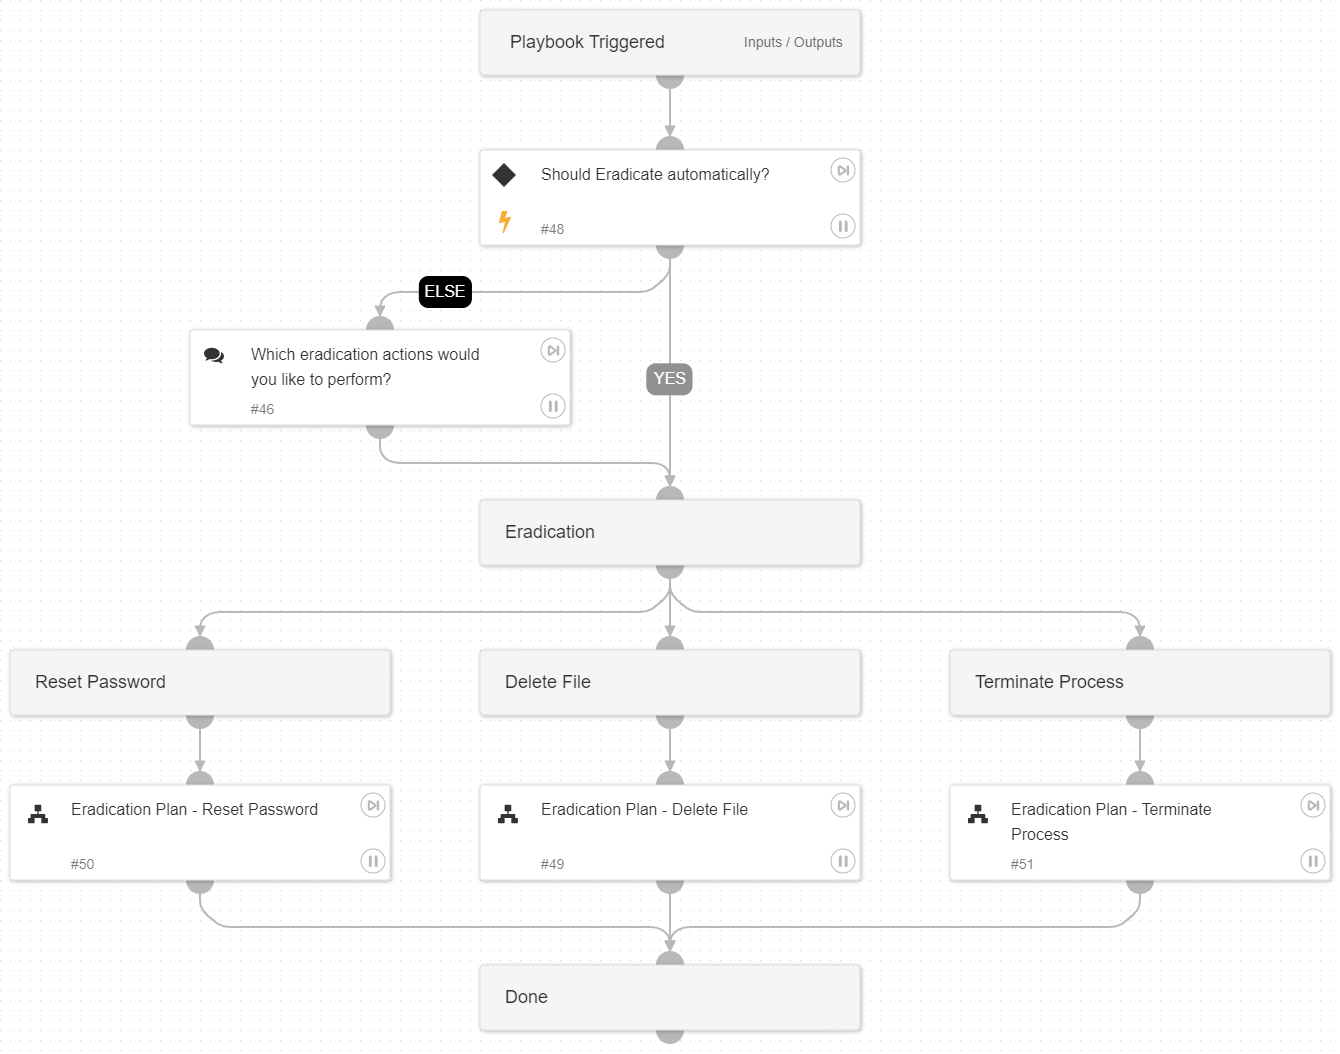 Playbook Triggered
Inputs / Outputs
Should Eradicate automatically?
#48
ELSE
Which eradication actions would
you like to perform?
#46
YES
Eradication
Reset Password
Delete File
Terminate Process
Eradication Plan - Reset Password
#50
Eradication Plan - Delete File
#49
Eradication Plan - Terminate
Process
#51
Done